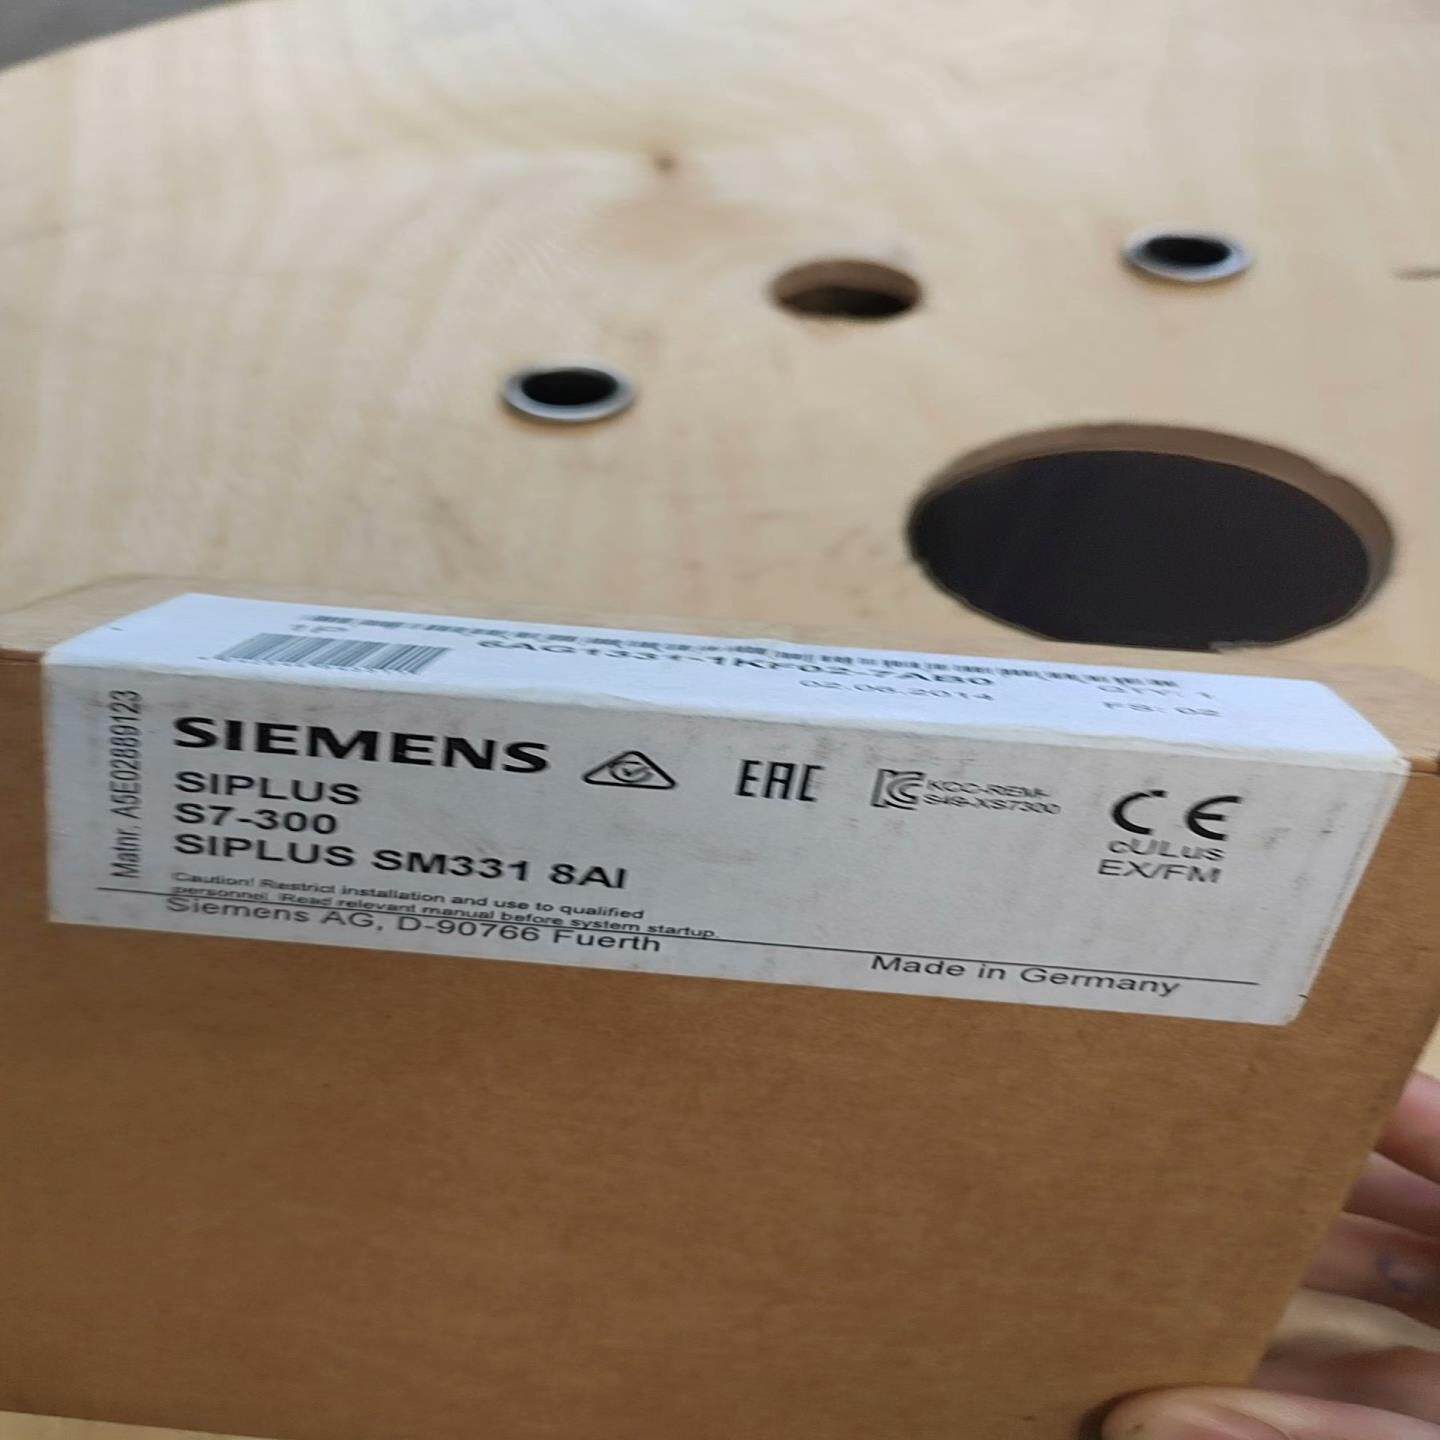 1P
6AG1331-1KF02-7AB0
QTY: 1
02.06.2014
FS: 02
Matnr. A5E02889123
SIEMENS
EAC
KCC-REM-
S49-XS7300
CE
SIPLUS
S7-300
SIPLUS SM331 8AI
cULus
EX/FM
Caution! Restrict installation and use to qualified
personnel. Read relevant manual before system startup.
Siemens AG, D-90766 Fuerth
Made in Germany